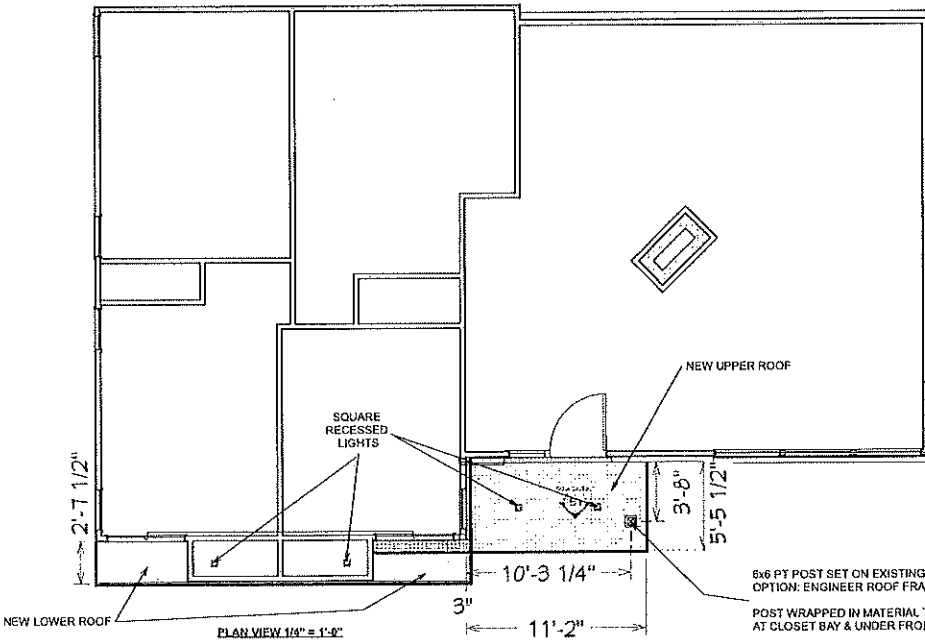 NEW UPPER ROOF
SQUARE
RECESSED
LIGHTS
2'-7 1/2"
3'-8"
5'-5 1/2"
10'-3 1/4"
3"
11'-2"
NEW LOWER ROOF
PLAN VIEW 1/4" = 1'-0"
6x6 PT POST SET ON EXISTING
OPTION: ENGINEER ROOF FRA
POST WRAPPED IN MATERIAL
AT CLOSET BAY & UNDER FRO